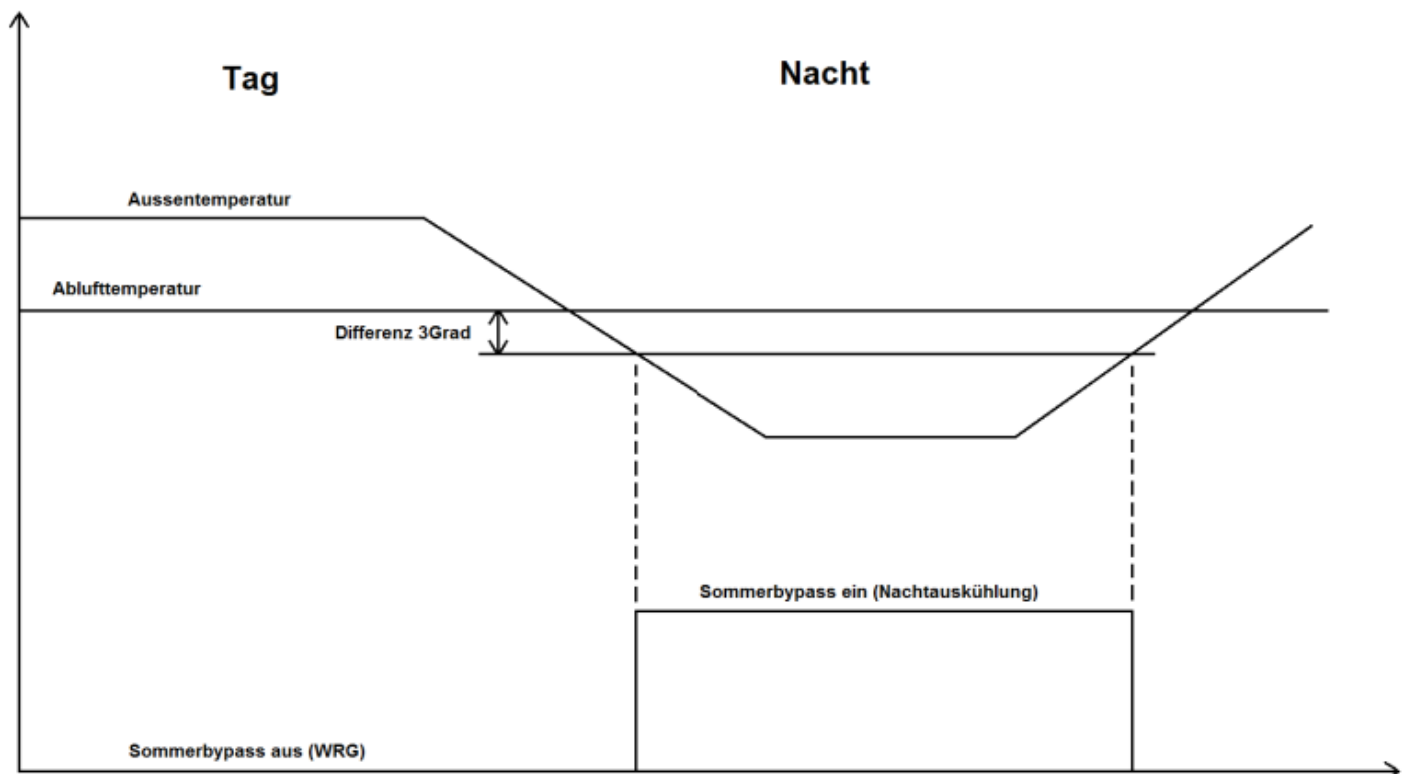 Tag
Nacht
Aussentemperatur
Ablufttemperatur
Differenz 3Grad
Sommerbypass ein (Nachtauskühlung)
Sommerbypass aus (WRG)